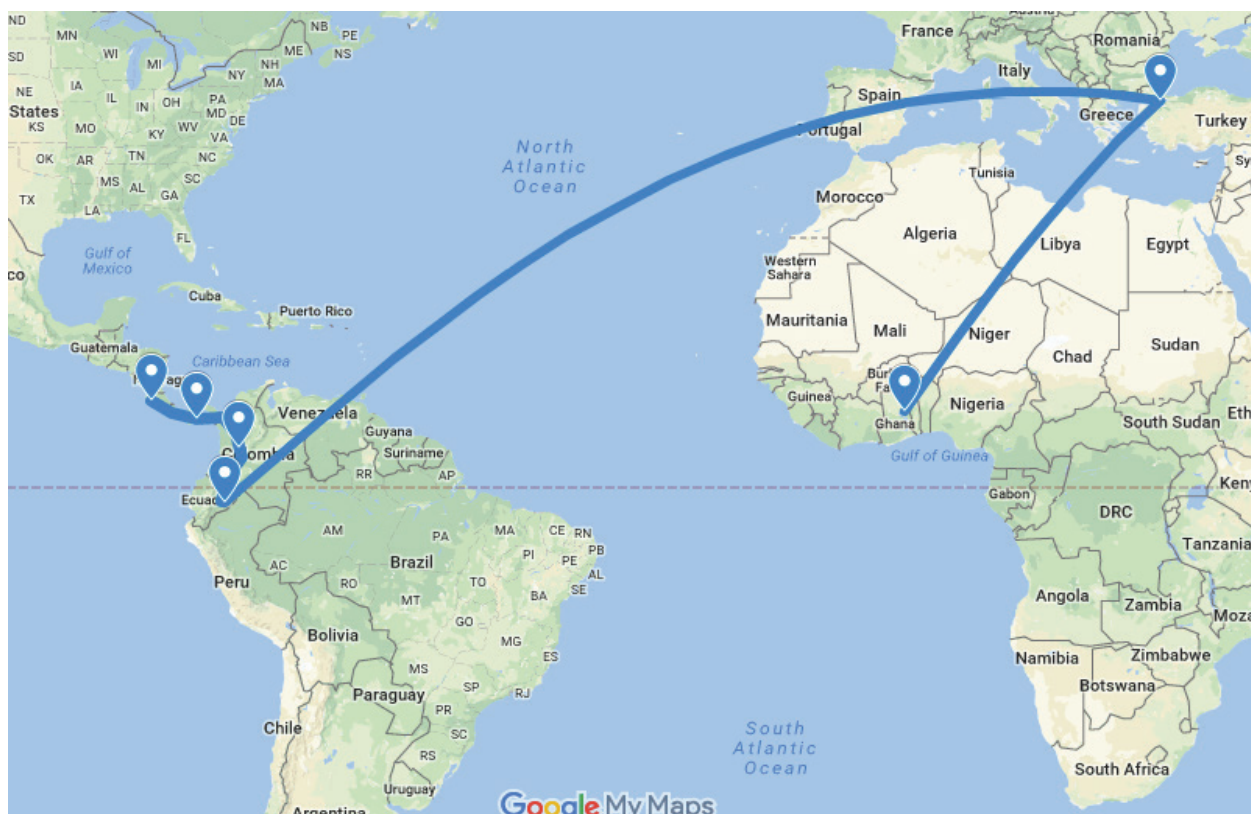 ND
MN
WI
SD
MI
NB
PE
ME
NS
NH
NY
MA
NE
IA
IL
IN
OH
PA
MD
DE
States
KS
MO
KY
WV
VA
OK
AR
TN
NC
MS
AL
SC
GA
TX
LA
FL
Gulf of
Mexico
co
Cuba
Puerto Rico
Guatemala
Caribbean Sea
Venezuela
Guyana
Suriname
Colombia
RR
AP
AM
PA
MA
CE
RN
PB
PI
PE
AL
SE
AC
RO
TO
BA
Peru
Brazil
MT
GO
MG
ES
Bolivia
MS
SP
RJ
Paraguay
PR
SC
Chile
RS
Uruguay
Argentina
North
Atlantic
Ocean
South
Atlantic
Ocean
France
Austria
Romania
Italy
Spain
Portugal
Greece
Turkey
Sy
Tunisia
Morocco
Algeria
Libya
Egypt
Western
Sahara
Mauritania
Mali
Niger
Chad
Sudan
Guinea
Ghana
Nigeria
South Sudan
Eth
Gulf of Guinea
Gabon
DRC
Keny
Tanzania
Angola
Zambia
Moza
Namibia
Zimbabwe
Botswana
South Africa
Google My Maps